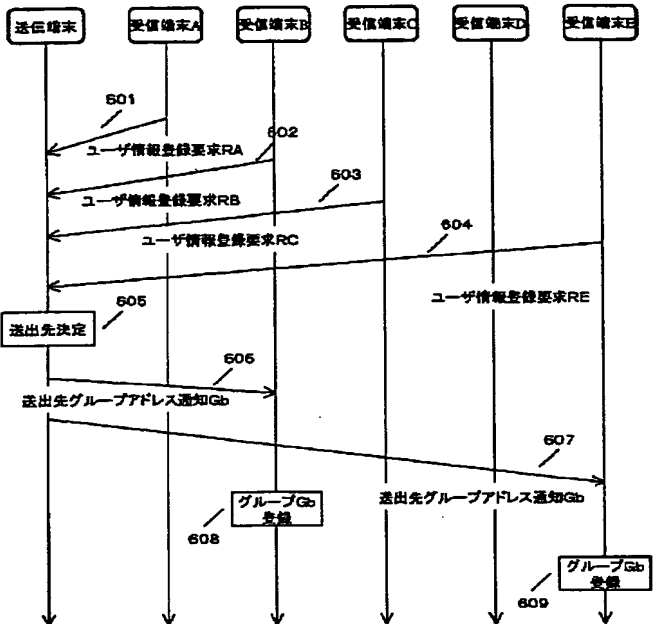 送信端末
受信端末A
受信端末B
受信端末C
受信端末D
受信端末E
601
ユーザ情報登録要求RA
602
ユーザ情報登録要求RB
603
ユーザ情報登録要求RC
604
ユーザ情報登録要求RE
送出先決定
605
606
送出先グループアドレス通知Gb
607
送出先グループアドレス通知Gb
グループGb
登録
608
グループGb
登録
609